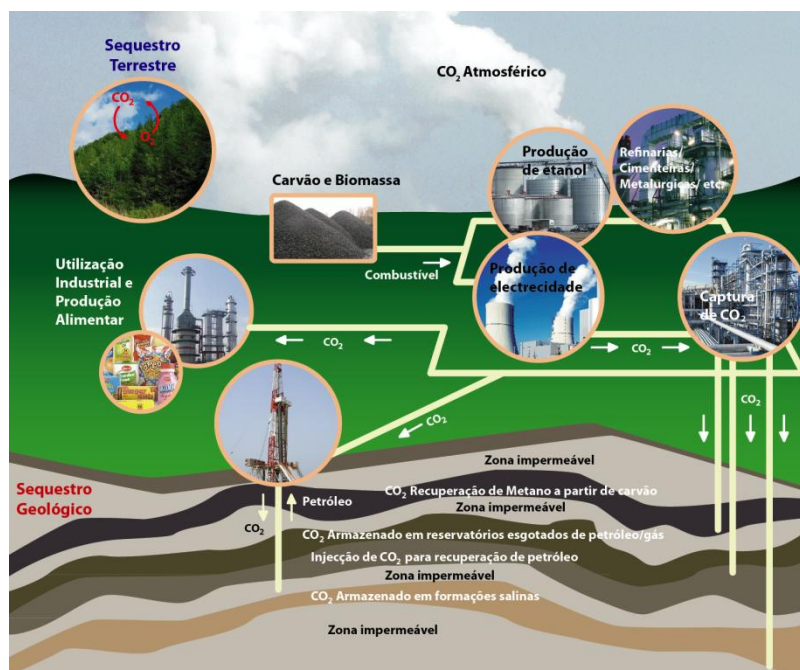 Sequestro
Terrestre
CO₂ Atmosférico
CO₂
O₂
Produção
de etanol
Refinarias/
Cimenteiras/
Metalurgicas/ etc.
Carvão e Biomassa
Combustível
Utilização
Industrial e
Produção
Alimentar
Produção de
electrecidade
Captura
de CO₂
CO₂
CO₂
CO₂
CO₂
Zona impermeável
Sequestro
Geológico
CO₂ Recuperação de Metano a partir de carvão
Petróleo
Zona impermeável
CO₂
CO₂ Armazenado em reservatórios esgotados de petróleo/gás
Injecção de CO₂ para recuperação de petróleo
Zona impermeável
CO₂ Armazenado em formações salinas
Zona impermeável